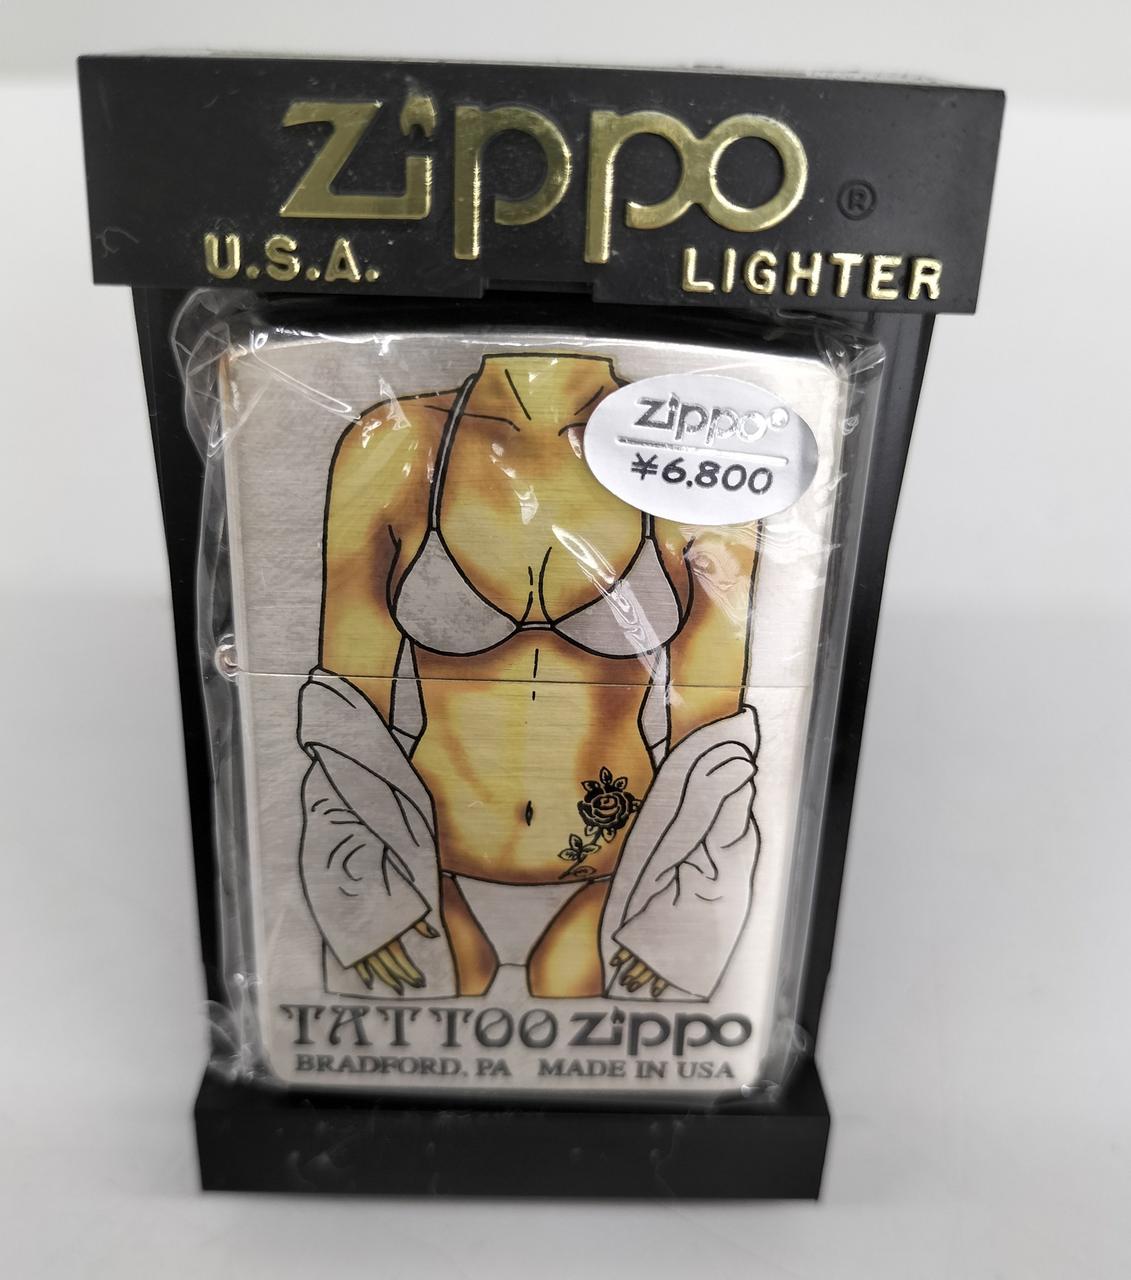 Zippo ®
U.S.A. LIGHTER
Zippo®
¥6,800
TATTOO Zippo
BRADFORD, PA MADE IN USA